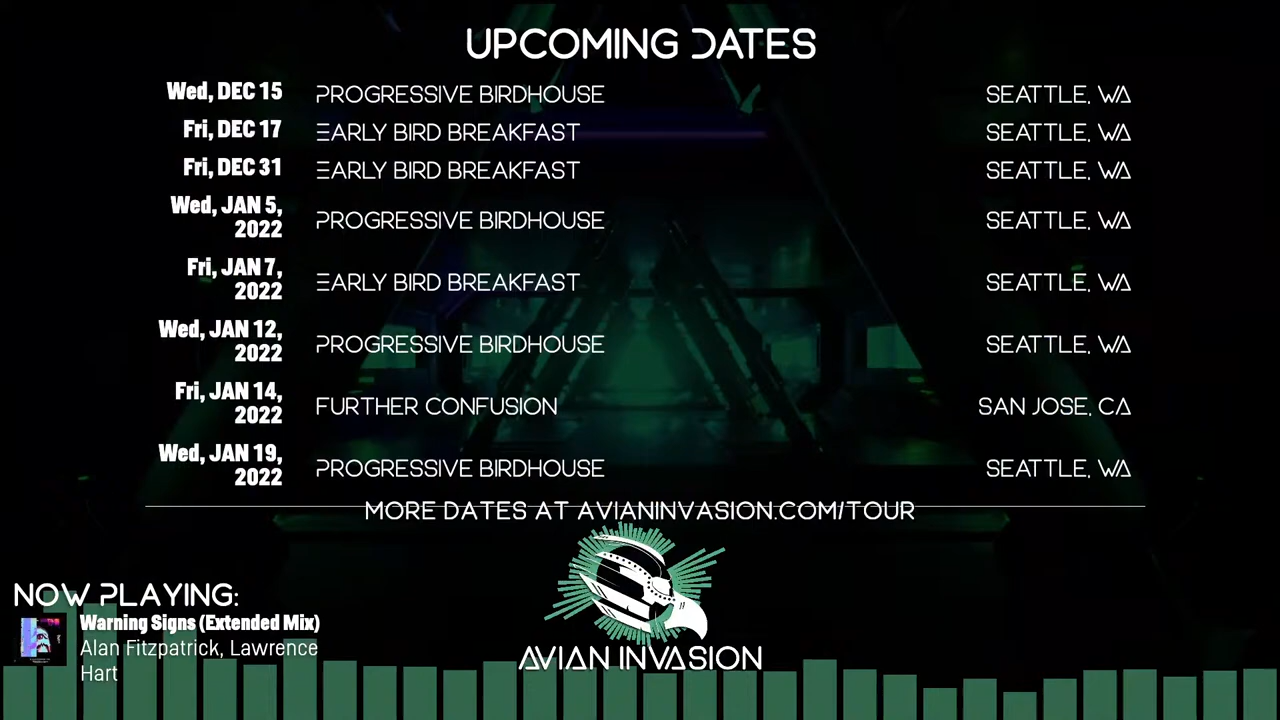 UPCOMING DATES
Wed, DEC 15 PROGRESSIVE BIRDHOUSE SEATTLE, WA
Fri, DEC 17 EARLY BIRD BREAKFAST SEATTLE, WA
Fri, DEC 31 EARLY BIRD BREAKFAST SEATTLE, WA
Wed, JAN 5,
2022 PROGRESSIVE BIRDHOUSE SEATTLE, WA
Fri, JAN 7,
2022 EARLY BIRD BREAKFAST SEATTLE, WA
Wed, JAN 12,
2022 PROGRESSIVE BIRDHOUSE SEATTLE, WA
Fri, JAN 14,
2022 FURTHER CONFUSION SAN JOSE, CA
Wed, JAN 19,
2022 PROGRESSIVE BIRDHOUSE SEATTLE, WA
MORE DATES AT AVIANINVASION.COM/TOUR
NOW PLAYING:
Warning Signs (Extended Mix)
Alan Fitzpatrick, Lawrence
Hart
AVIAN INVASION